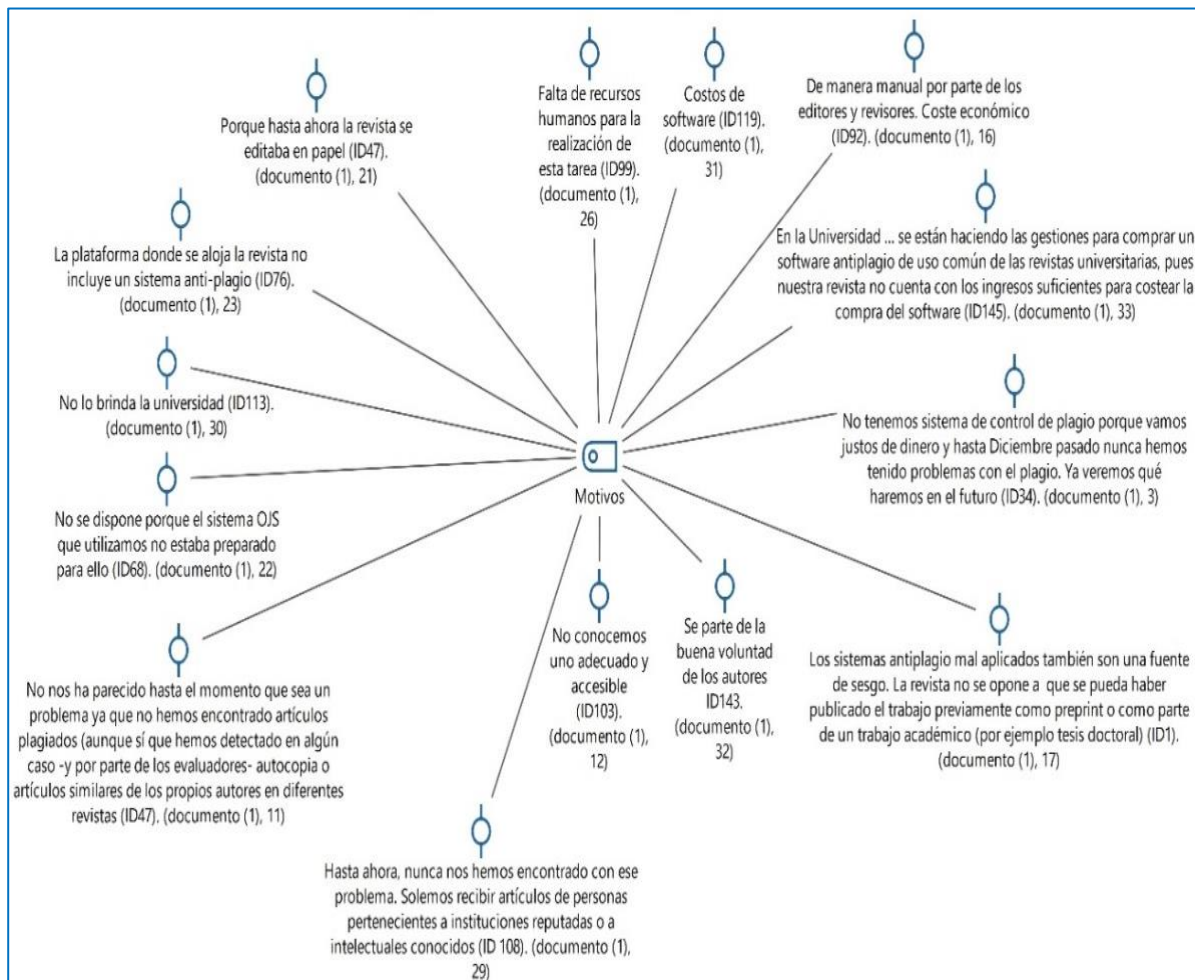 Porque hasta ahora la revista se
editaba en papel (ID47).
(documento (1), 21)
Falta de recursos
humanos para la
realización de
esta tarea (ID99).
(documento (1),
26)
Costos de
software (ID119).
(documento (1),
31)
De manera manual por parte de los
editores y revisores. Coste económico
(ID92). (documento (1), 16)
La plataforma donde se aloja la revista no
incluye un sistema anti-plagio (ID76).
(documento (1), 23)
En la Universidad ... se están haciendo las gestiones para comprar un
software antiplagio de uso común de las revistas universitarias, pues
nuestra revista no cuenta con los ingresos suficientes para costear la
compra del software (ID145). (documento (1), 33)
No lo brinda la universidad (ID113).
(documento (1), 30)
No tenemos sistema de control de plagio porque vamos
justos de dinero y hasta Diciembre pasado nunca hemos
tenido problemas con el plagio. Ya veremos qué
haremos en el futuro (ID34). (documento (1), 3)
Motivos
No se dispone porque el sistema OJS
que utilizamos no estaba preparado
para ello (ID68). (documento (1), 22)
No nos ha parecido hasta el momento que sea un
problema ya que no hemos encontrado artículos
plagiados (aunque sí que hemos detectado en algún
caso -y por parte de los evaluadores- autocopia o
artículos similares de los propios autores en diferentes
revistas (ID47). (documento (1), 11)
No conocemos
uno adecuado y
accesible
(ID103).
(documento (1),
12)
Se parte de la
buena voluntad
de los autores
ID143.
(documento (1),
32)
Los sistemas antiplagio mal aplicados también son una fuente
de sesgo. La revista no se opone a que se pueda haber
publicado el trabajo previamente como preprint o como parte
de un trabajo académico (por ejemplo tesis doctoral) (ID1).
(documento (1), 17)
Hasta ahora, nunca nos hemos encontrado con ese
problema. Solemos recibir artículos de personas
pertenecientes a instituciones reputadas o a
intelectuales conocidos (ID 108). (documento (1),
29)